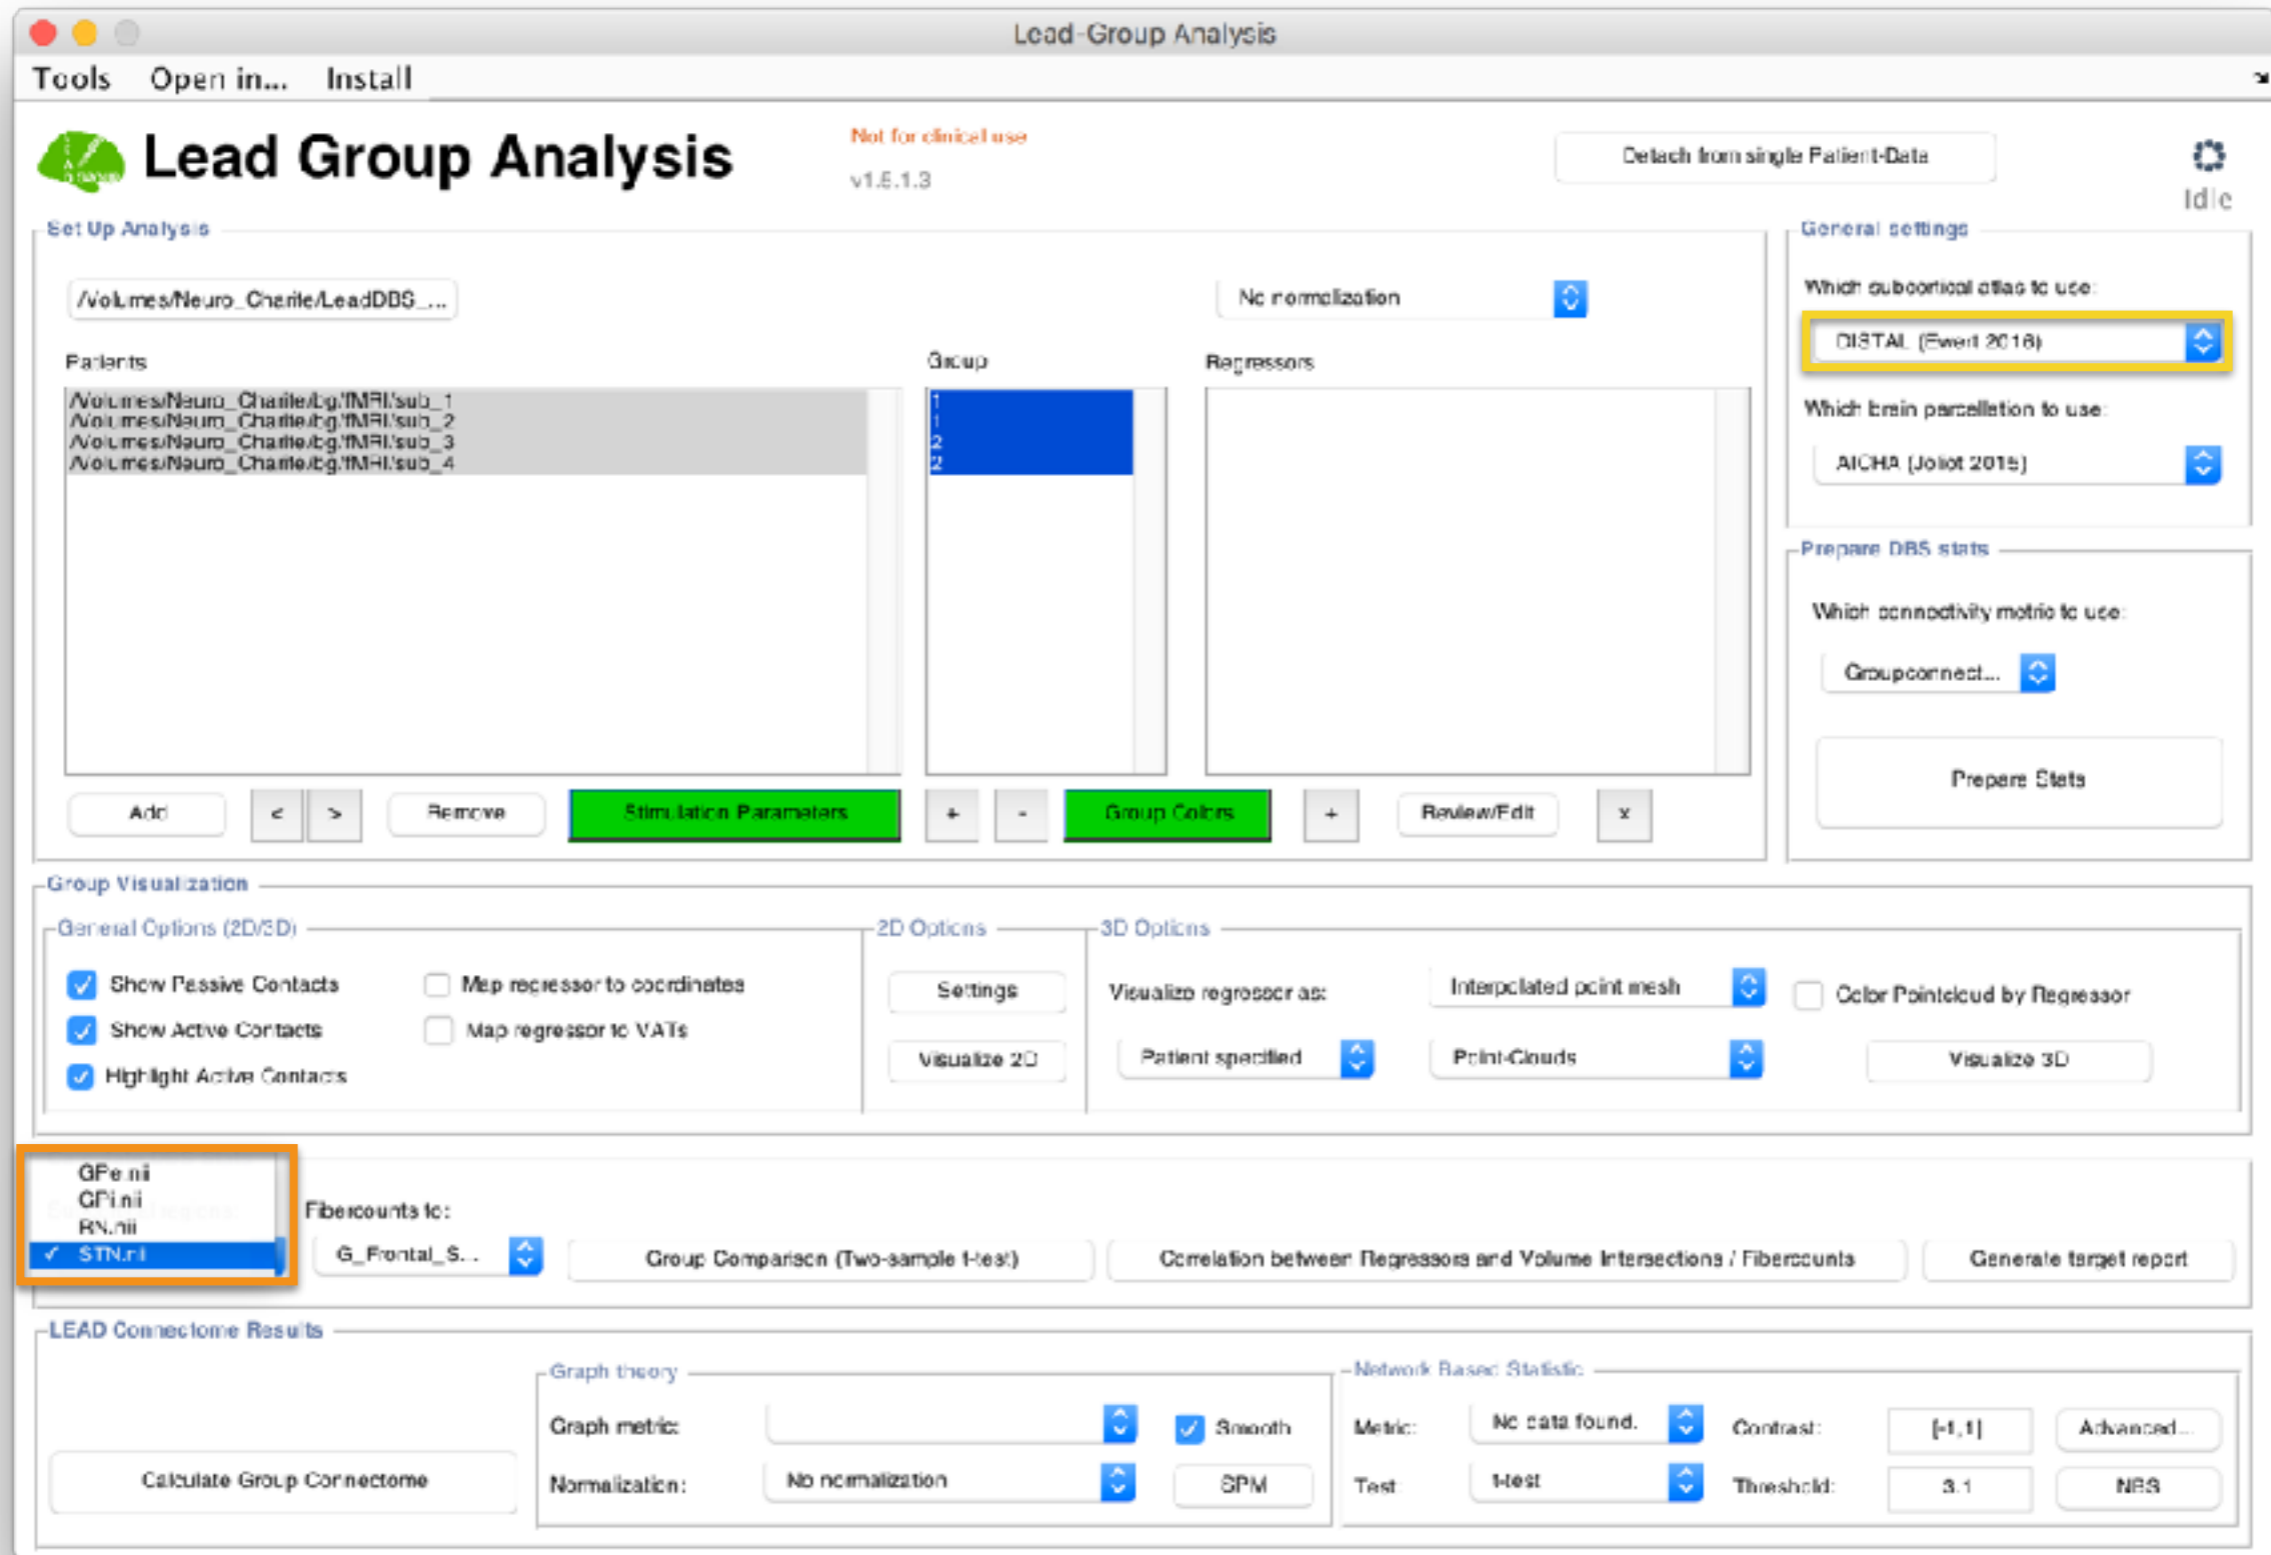 Lead-Group Analysis
Tools Open in... Install
Lead Group Analysis
Not for clinical use
v1.5.1.3
Detach from single Patient-Data
Idle
Set Up Analysis
/Volumes/Neuro_Charite/LeadDBS_...
No normalization
Patients
Group
Regressors
/Volumes/Neuro_Charite/bg/fMRI/sub_1
/Volumes/Neuro_Charite/bg/fMRI/sub_2
/Volumes/Neuro_Charite/bg/fMRI/sub_3
/Volumes/Neuro_Charite/bg/fMRI/sub_4
1
1
2
2
Add
<
>
Remove
Stimulation Parameters
+
-
Group Colors
+
Review/Edit
x
General settings
Which subcortical atlas to use:
DISTAL (Ewert 2016)
Which brain parcellation to use:
AICHA (Joliot 2015)
Prepare DBS stats
Which connectivity metric to use:
Groupconnect...
Prepare Stats
Group Visualization
General Options (2D/3D)
Show Passive Contacts
Map regressor to coordinates
Show Active Contacts
Map regressor to VATs
Highlight Active Contacts
2D Options
Settings
Visualize 2D
3D Options
Visualize regressor as:
Interpolated point mesh
Color Pointcloud by Regressor
Patient specified
Point-Clouds
Visualize 3D
GPe.nii
GPi.nii
RN.nii
✓ STN.nii
Fibercounts to:
G_Frontal_S...
Group Comparison (Two-sample t-test)
Correlation between Regressors and Volume Intersections / Fibercounts
Generate target report
LEAD Connectome Results
Calculate Group Connectome
Graph theory
Graph metric:
Smooth
Normalization:
No normalization
SPM
Network Based Statistic
Metric:
No data found.
Contrast:
[-1,1]
Advanced...
Test:
t-test
Threshold:
3.1
NBS